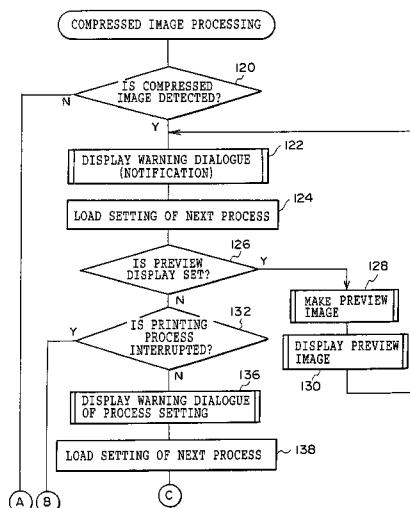 COMPRESSED IMAGE PROCESSING
120
IS COMPRESSED
IMAGE DETECTED?
N
Y
122
DISPLAY WARNING DIALOGUE
(NOTIFICATION)
124
LOAD SETTING OF NEXT PROCESS
126
IS PREVIEW
DISPLAY SET?
Y
N
128
MAKE PREVIEW
IMAGE
132
IS PRINTING
PROCESS
INTERRUPTED?
Y
N
DISPLAY PREVIEW
IMAGE
130
136
DISPLAY WARNING DIALOGUE
OF PROCESS SETTING
138
LOAD SETTING OF NEXT PROCESS
A
B
C